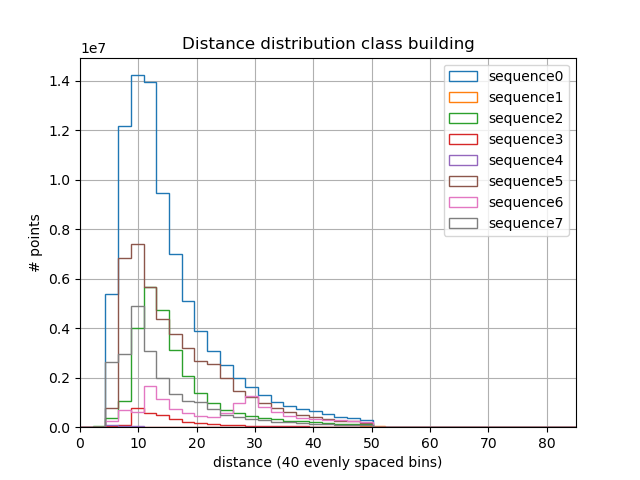 Distance distribution class building
1e7
1.4
1.2
1.0
0.8
0.6
0.4
0.2
0.0
# points
sequence0
sequence1
sequence2
sequence3
sequence4
sequence5
sequence6
sequence7
0 10 20 30 40 50 60 70 80
distance (40 evenly spaced bins)